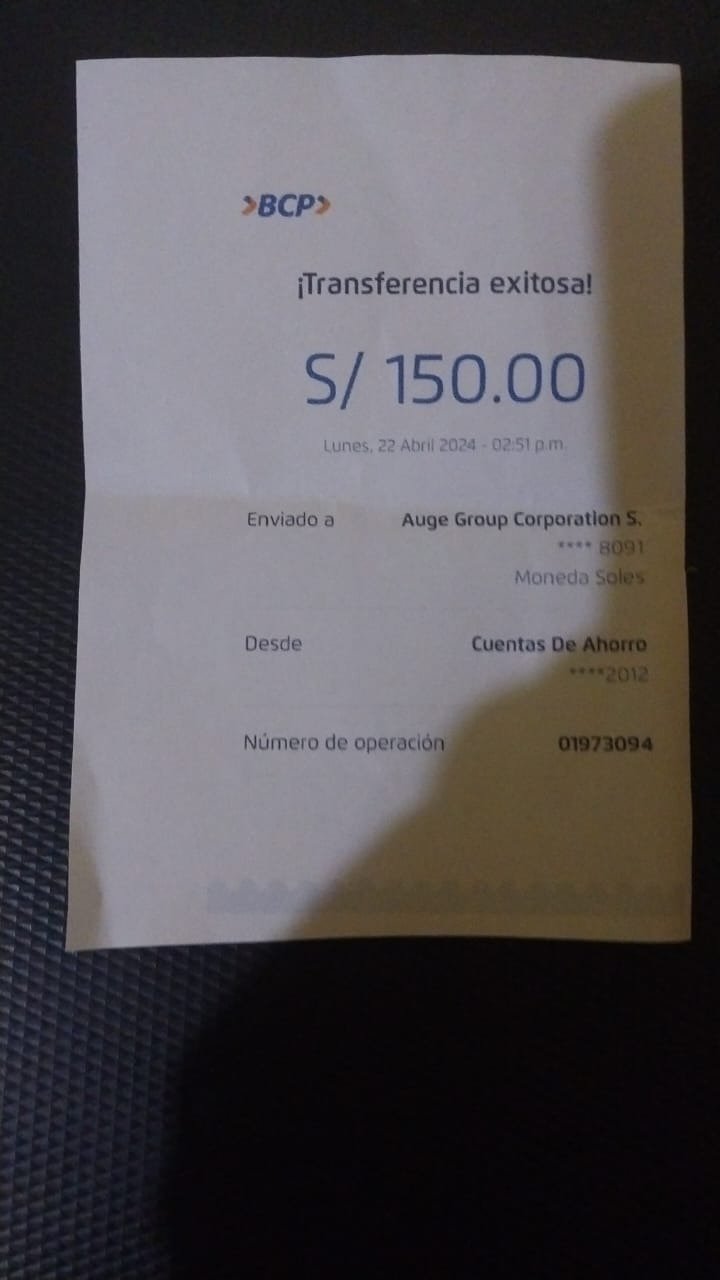 BCP
¡Transferencia exitosa!
S/ 150.00
Lunes, 22 Abril 2024 - 02:51 p.m.
Enviado a Auge Group Corporation S.
**** 8091
Moneda Soles
Desde Cuentas De Ahorro
****2012
Número de operación 01973094